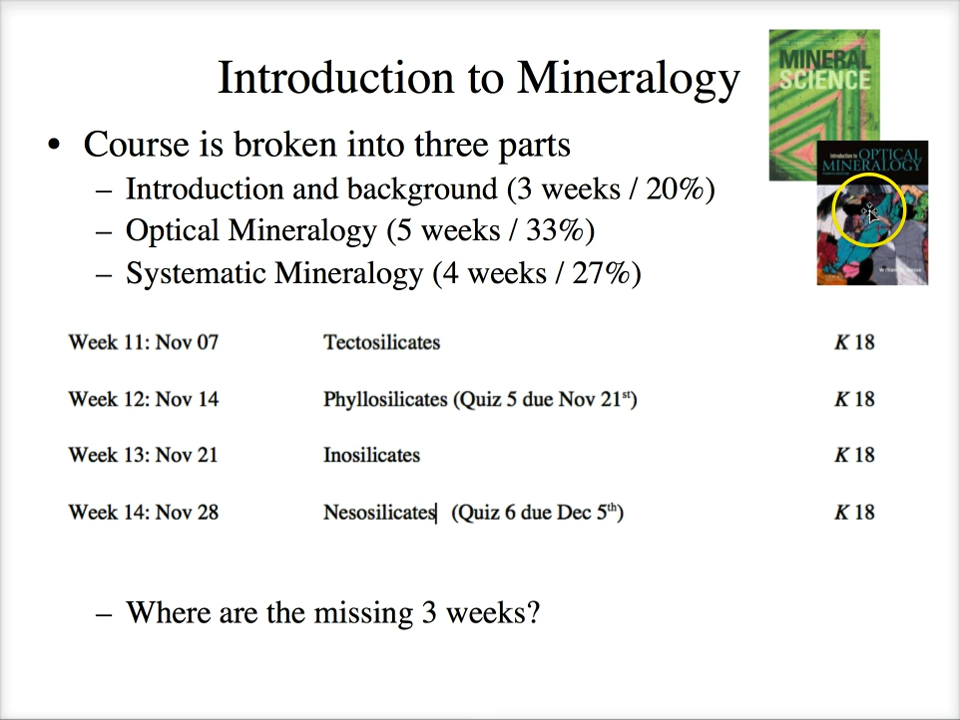 Introduction to Mineralogy
MINERAL
SCIENCE
• Course is broken into three parts
Introduction to OPTICAL
MINERALOGY
– Introduction and background (3 weeks / 20%)
– Optical Mineralogy (5 weeks / 33%)
– Systematic Mineralogy (4 weeks / 27%)
Week 11: Nov 07 Tectosilicates K 18
Week 12: Nov 14 Phyllosilicates (Quiz 5 due Nov 21st) K 18
Week 13: Nov 21 Inosilicates K 18
Week 14: Nov 28 Nesosilicates (Quiz 6 due Dec 5th) K 18
– Where are the missing 3 weeks?